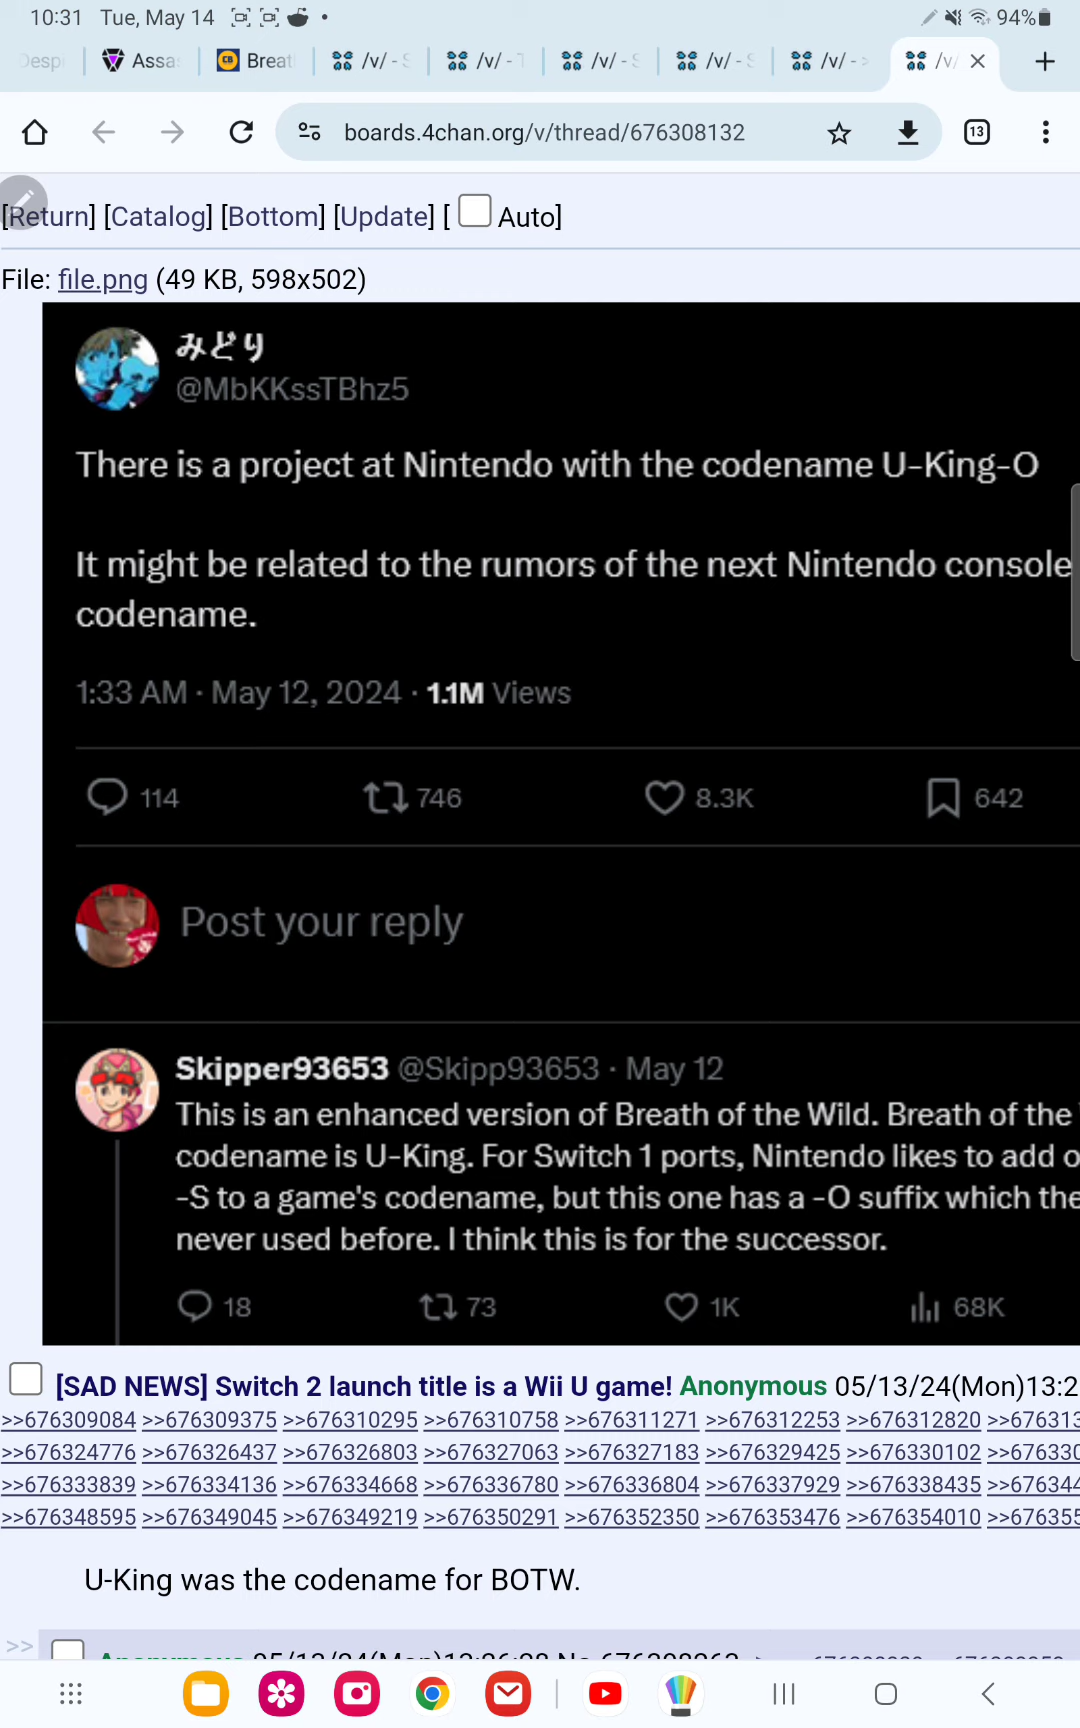 10:31 Tue, May 14 94%
Desp Assa Breat /v/ - S /v/ - T /v/ - S /v/ - S /v/ - > /v/
boards.4chan.org/v/thread/676308132 13
[Return] [Catalog] [Bottom] [Update] [ Auto]
File: file.png (49 KB, 598x502)
みどり
@MbKKssTBhz5
There is a project at Nintendo with the codename U-King-O
It might be related to the rumors of the next Nintendo console
codename.
1:33 AM · May 12, 2024 · 1.1M Views
114 746 8.3K 642
Post your reply
Skipper93653 @Skipp93653 · May 12
This is an enhanced version of Breath of the Wild. Breath of the
codename is U-King. For Switch 1 ports, Nintendo likes to add
-S to a game's codename, but this one has a -O suffix which
never used before. I think this is for the successor.
18 73 1K 68K
[SAD NEWS] Switch 2 launch title is a Wii U game! Anonymous 05/13/24(Mon)13:2
>>676309084 >>676309375 >>676310295 >>676310758 >>676311271 >>676312253 >>676312820 >>676313
>>676324776 >>676326437 >>676326803 >>676327063 >>676327183 >>676329425 >>676330102 >>676330
>>676333839 >>676334136 >>676334668 >>676336780 >>676336804 >>676337929 >>676338435 >>676344
>>676348595 >>676349045 >>676349219 >>676350291 >>676352350 >>676353476 >>676354010 >>676355
U-King was the codename for BOTW.
>>